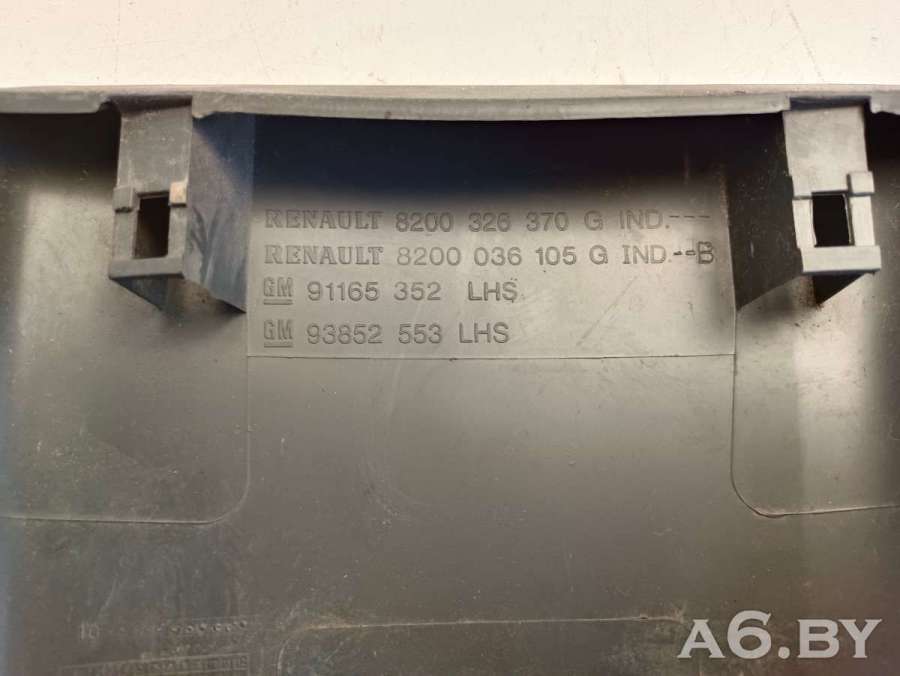 RENAULT 8200 326 370 G IND.---
RENAULT 8200 036 105 G IND.--B
GM 91165 352 LHS
GM 93852 553 LHS
A6.BY